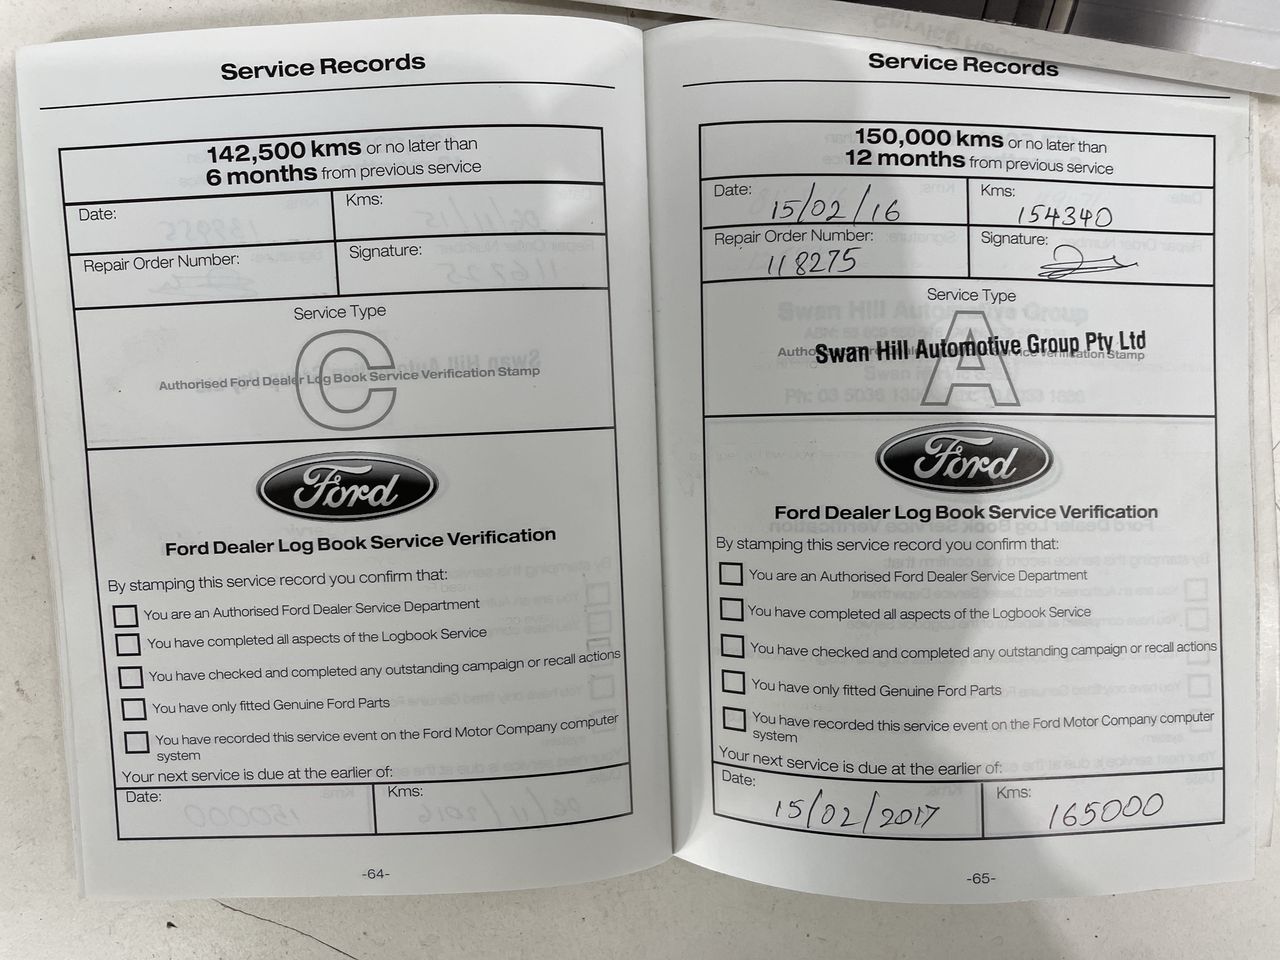 Service Records
142,500 kms or no later than
6 months from previous service
Date:
Kms:
Repair Order Number:
Signature:
Service Type
C
Authorised Ford Dealer Log Book Service Verification Stamp
Ford
Ford Dealer Log Book Service Verification
By stamping this service record you confirm that:
You are an Authorised Ford Dealer Service Department
You have completed all aspects of the Logbook Service
You have checked and completed any outstanding campaign or recall actions
You have only fitted Genuine Ford Parts
You have recorded this service event on the Ford Motor Company computer
system
Your next service is due at the earlier of:
Date:
Kms:
-64-
Service Records
150,000 kms or no later than
12 months from previous service
Date: 15/02/16
Kms: 154340
Repair Order Number: 118275
Signature:
Service Type
A
Swan Hill Automotive Group Pty Ltd
Ford
Ford Dealer Log Book Service Verification
By stamping this service record you confirm that:
You are an Authorised Ford Dealer Service Department
You have completed all aspects of the Logbook Service
You have checked and completed any outstanding campaign or recall actions
You have only fitted Genuine Ford Parts
You have recorded this service event on the Ford Motor Company computer
system
Your next service is due at the earlier of:
Date: 15/02/2017
Kms: 165000
-65-